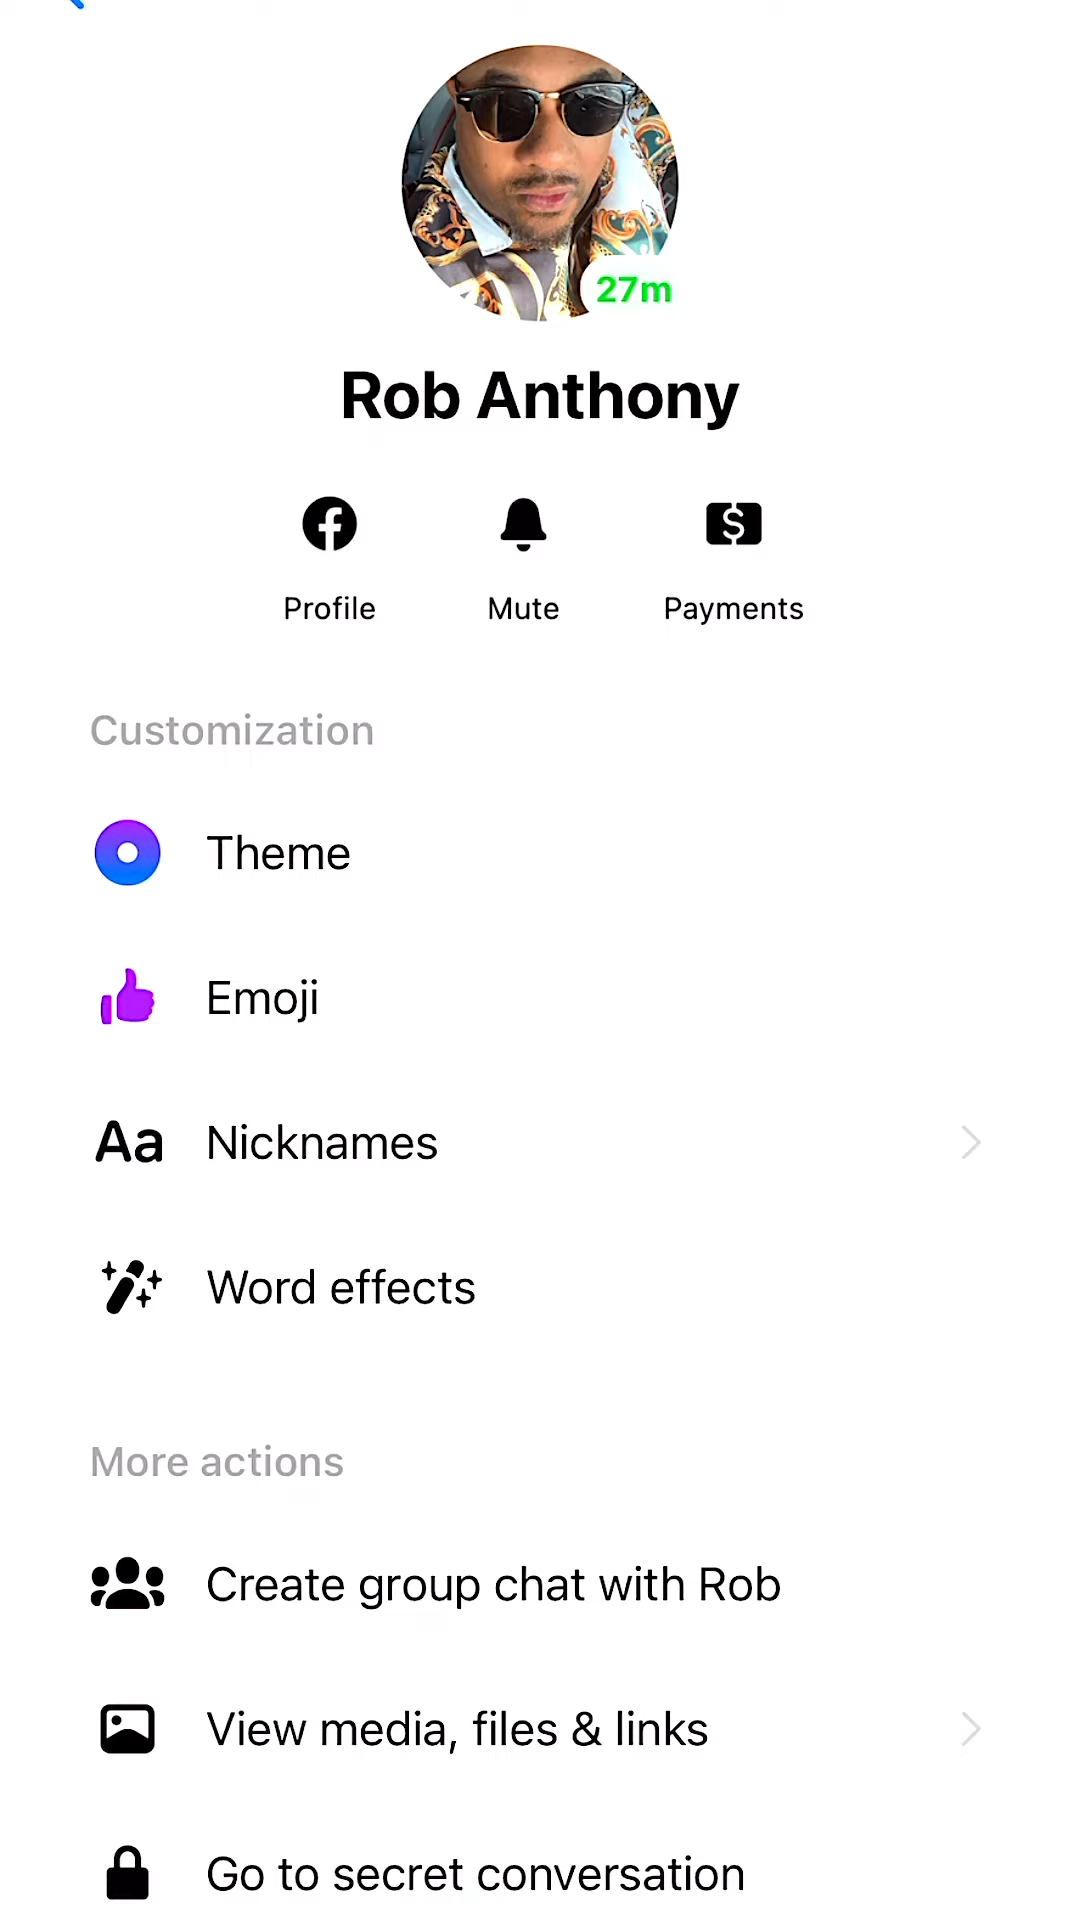 27m
Rob Anthony
Profile Mute Payments
Customization
Theme
Emoji
Aa Nicknames
Word effects
More actions
Create group chat with Rob
View media, files & links
Go to secret conversation